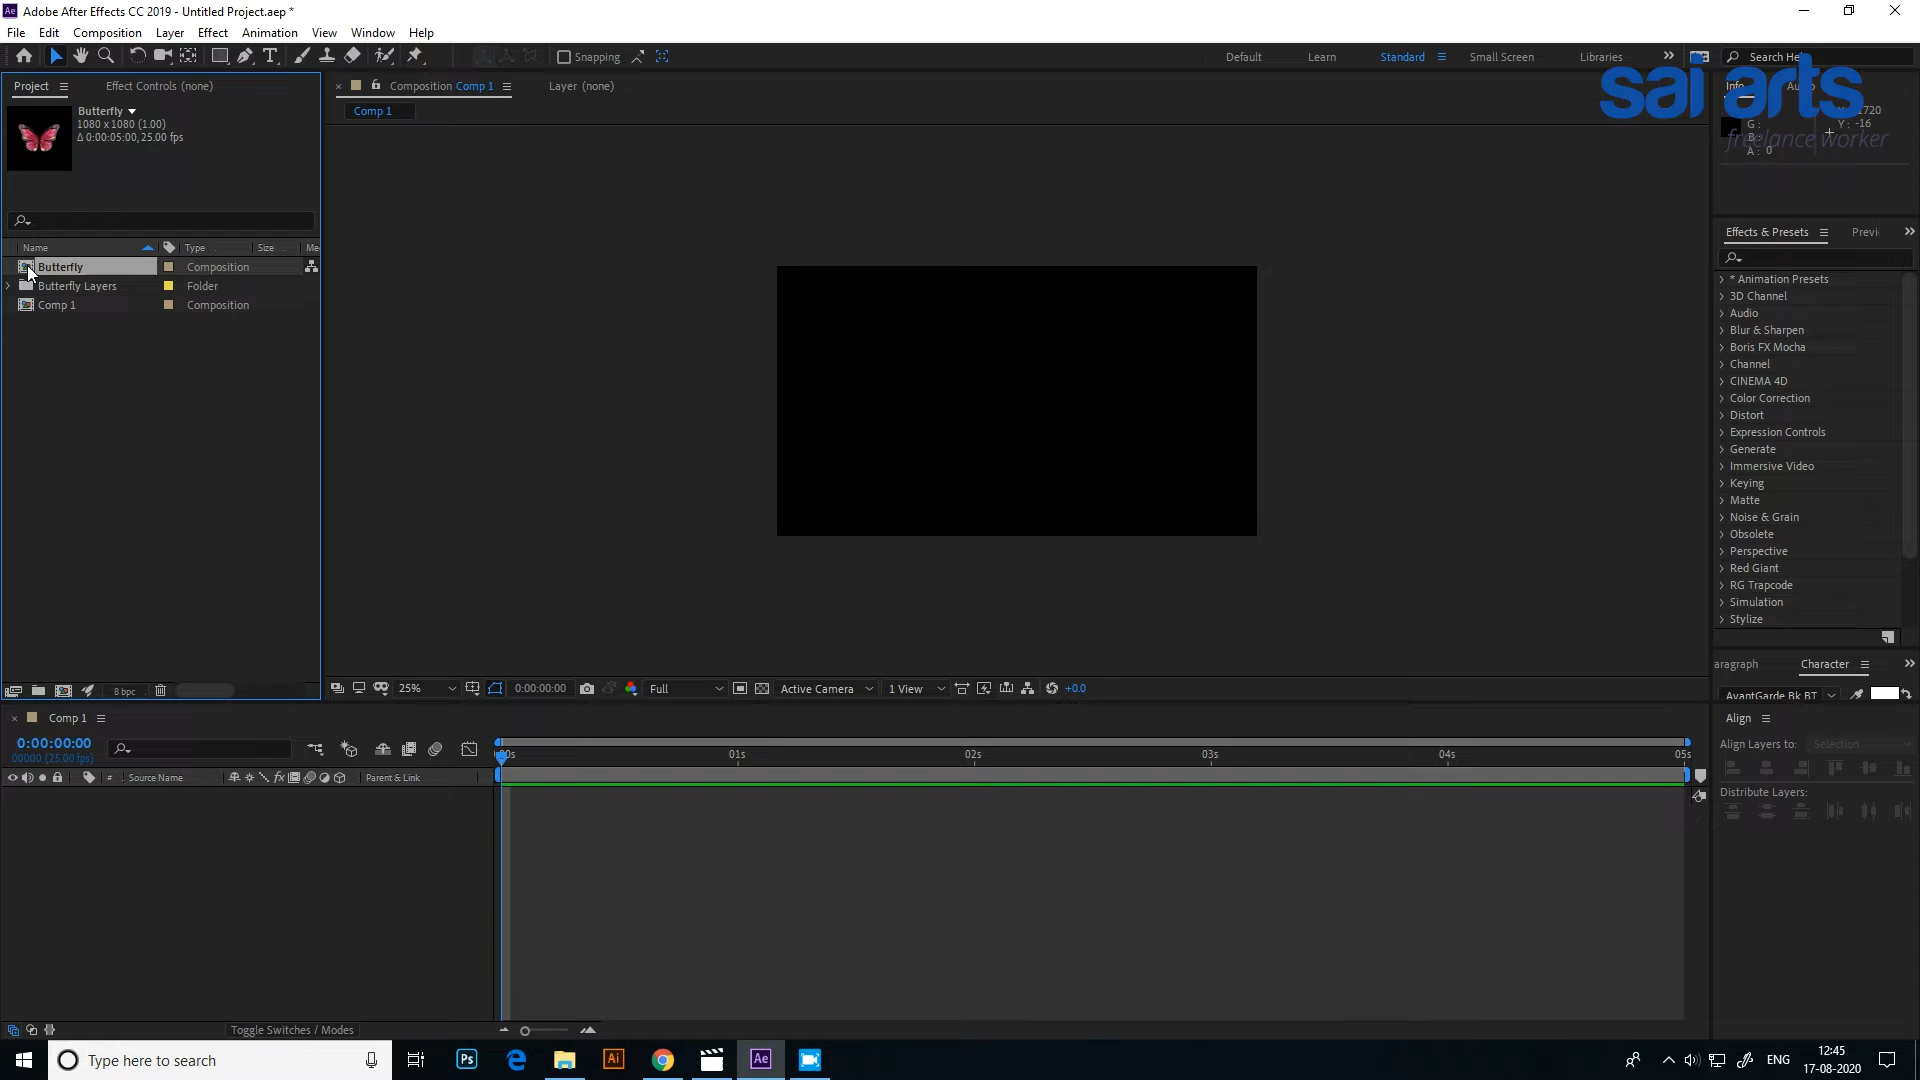 Adobe After Effects CC 2019 - Untitled Project.aep *
File Edit Composition Layer Effect Animation View Window Help
Snapping Default Learn Standard Small Screen Libraries Search Help
sai arts
freelance worker
Project Effect Controls (none) Composition Comp 1 Layer (none) Info
Comp 1
Butterfly
1080 x 1080 (1.00)
Δ 0:00:05:00, 25.00 fps
1720
G : Y : -16
B :
A : 0
Name Type Size Me
Butterfly Composition
Butterfly Layers Folder
Comp 1 Composition
Effects & Presets Previ
* Animation Presets
3D Channel
Audio
Blur & Sharpen
Boris FX Mocha
Channel
CINEMA 4D
Color Correction
Distort
Expression Controls
Generate
Immersive Video
Keying
Matte
Noise & Grain
Obsolete
Perspective
Red Giant
RG Trapcode
Simulation
Stylize
aragraph Character
AvantGarde Bk BT
8 bpc 25% 0:00:00:00 Full Active Camera 1 View +0.0
Comp 1
0:00:00:00
00000 (25.00 fps)
:00s 01s 02s 03s 04s 05s
# Source Name fx Parent & Link
Align
Align Layers to: Selection
Distribute Layers:
Toggle Switches / Modes
Type here to search Ps Ai Ae ENG 12:45
17-08-2020